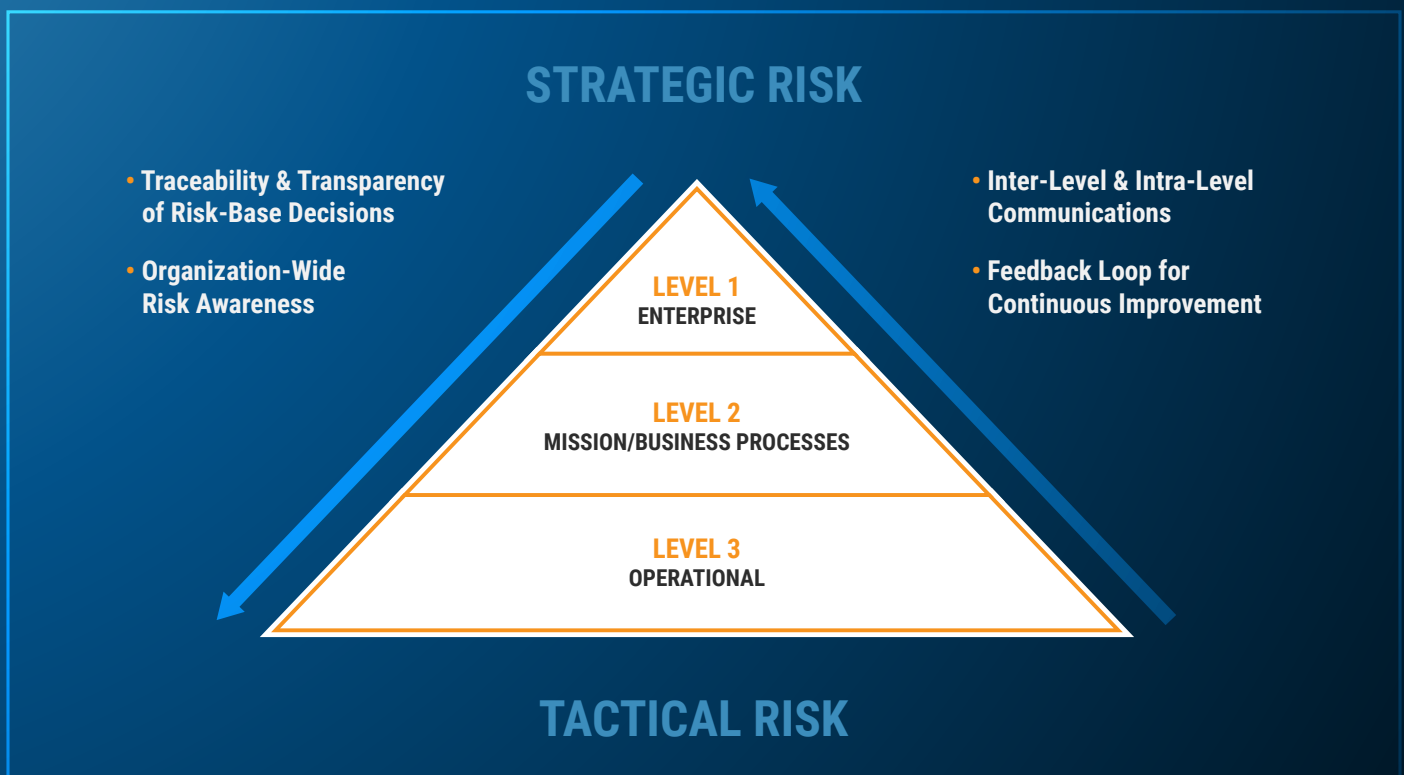 STRATEGIC RISK
• Traceability & Transparency
of Risk-Base Decisions
• Organization-Wide
Risk Awareness
• Inter-Level & Intra-Level
Communications
• Feedback Loop for
Continuous Improvement
LEVEL 1
ENTERPRISE
LEVEL 2
MISSION/BUSINESS PROCESSES
LEVEL 3
OPERATIONAL
TACTICAL RISK